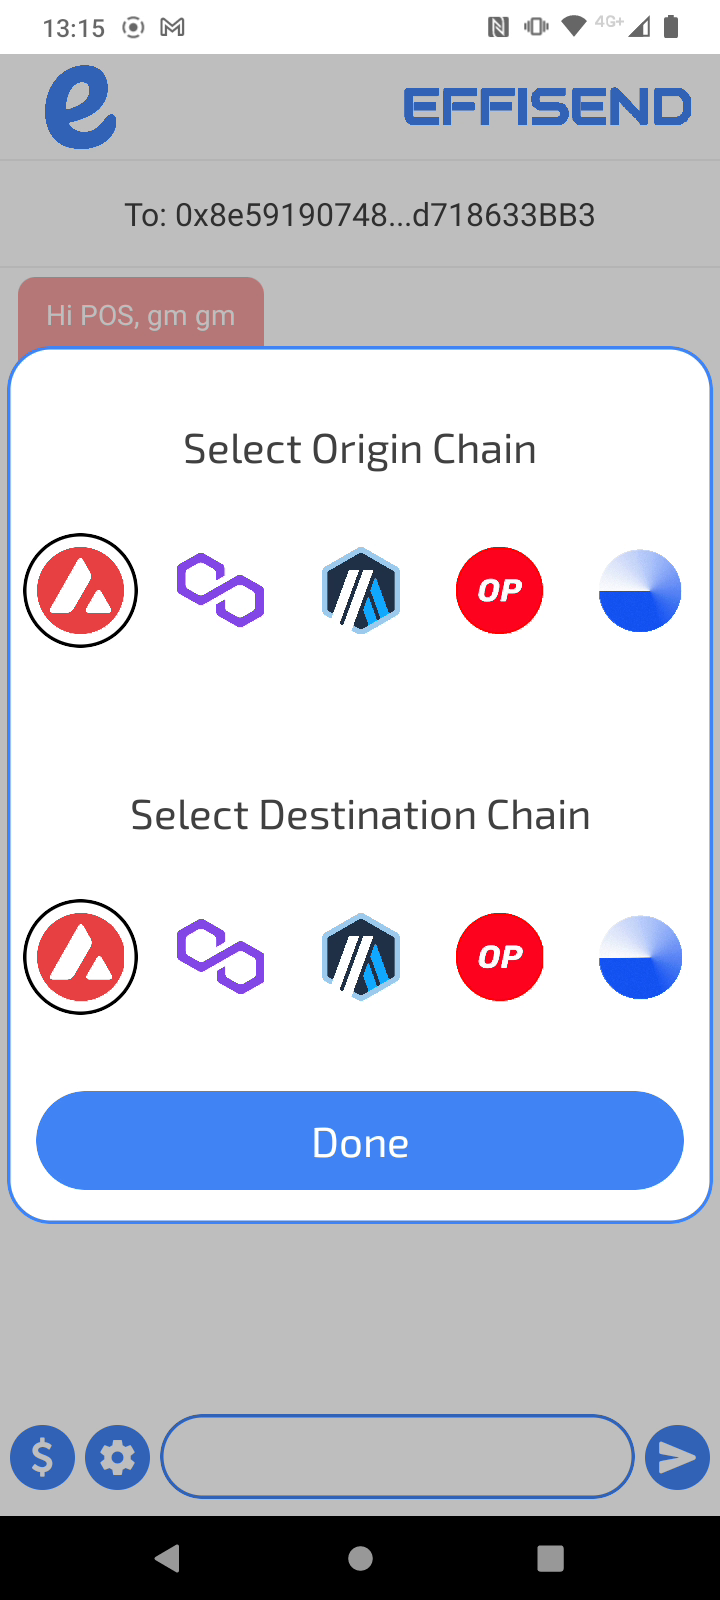 13:15
4G+
e
EFFISEND
To: 0x8e59190748...d718633BB3
Hi POS, gm gm
Select Origin Chain
OP
Select Destination Chain
OP
Done
$